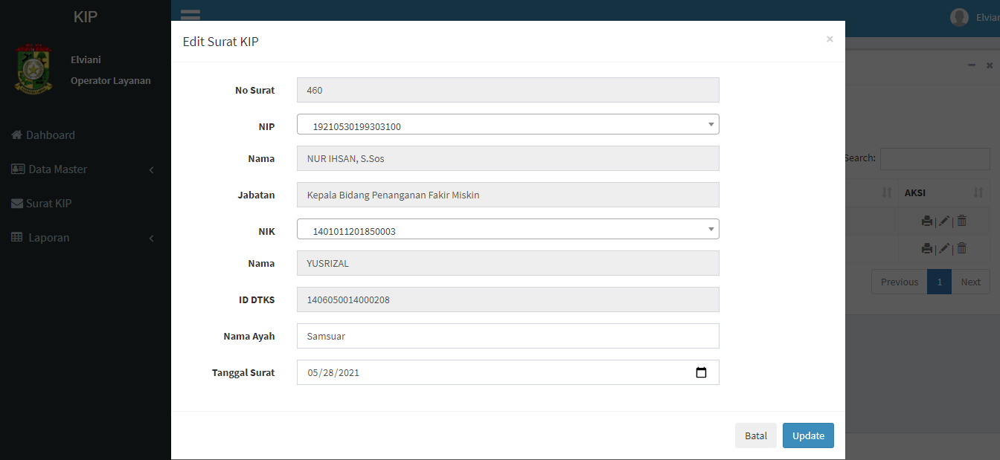 KIP
Elvian
Elviani
Operator Layanan
Dahboard
Data Master
Surat KIP
Laporan
Edit Surat KIP
×
No Surat 460
NIP 19210530199303100
Nama NUR IHSAN, S.Sos
Jabatan Kepala Bidang Penanganan Fakir Miskin
NIK 1401011201850003
Nama YUSRIZAL
ID DTKS 1406050014000208
Nama Ayah Samsuar
Tanggal Surat 05/28/2021
Batal Update
Search:
AKSI
| |
| |
Previous 1 Next